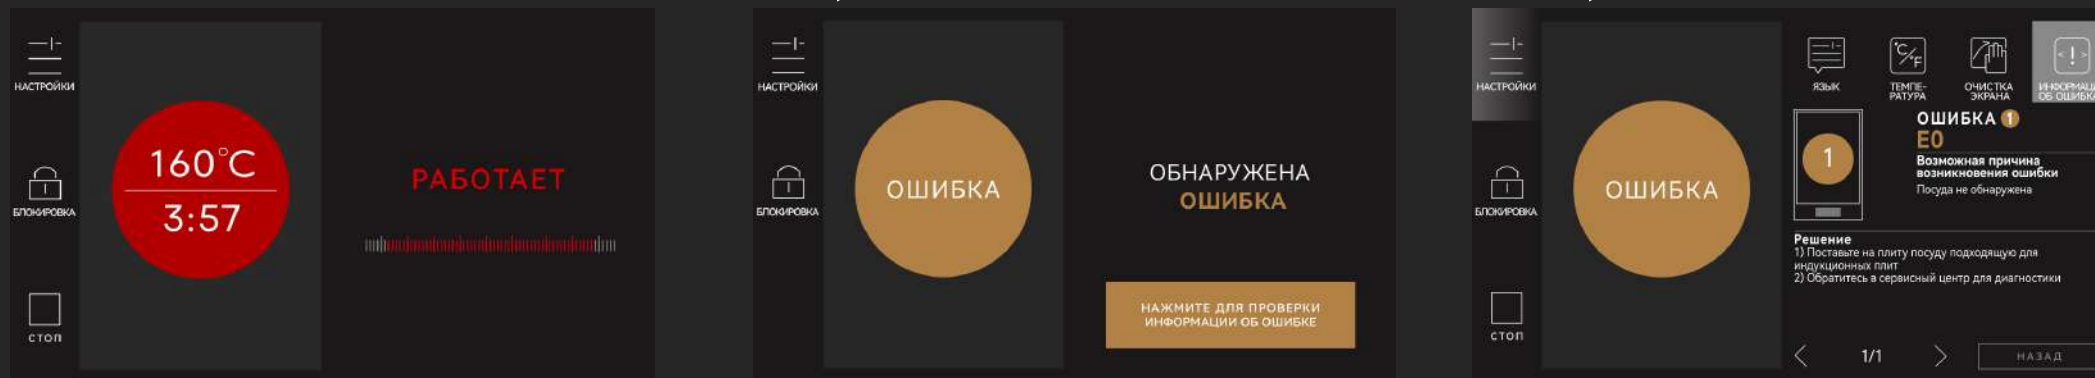 НАСТРОЙКИ
БЛОКИРОВКА
СТОП
160°C
3:57
РАБОТАЕТ
НАСТРОЙКИ
БЛОКИРОВКА
СТОП
ОШИБКА
ОБНАРУЖЕНА
ОШИБКА
НАЖМИТЕ ДЛЯ ПРОВЕРКИ
ИНФОРМАЦИИ ОБ ОШИБКЕ
НАСТРОЙКИ
БЛОКИРОВКА
СТОП
ОШИБКА
ЯЗЫК
°C/F
ТЕМПЕ-
РАТУРА
ОЧИСТКА
ЭКРАНА
<!>
ОБ
1
ОШИБКА 1
E0
Возможная причина
возникновения ошибки
Посуда не обнаружена
Решение
1) Поставьте на плиту посуду подходящую для
индукционных плит
2) Обратитесь в сервисный центр для диагностики
< 1/1 >
НАЗАД